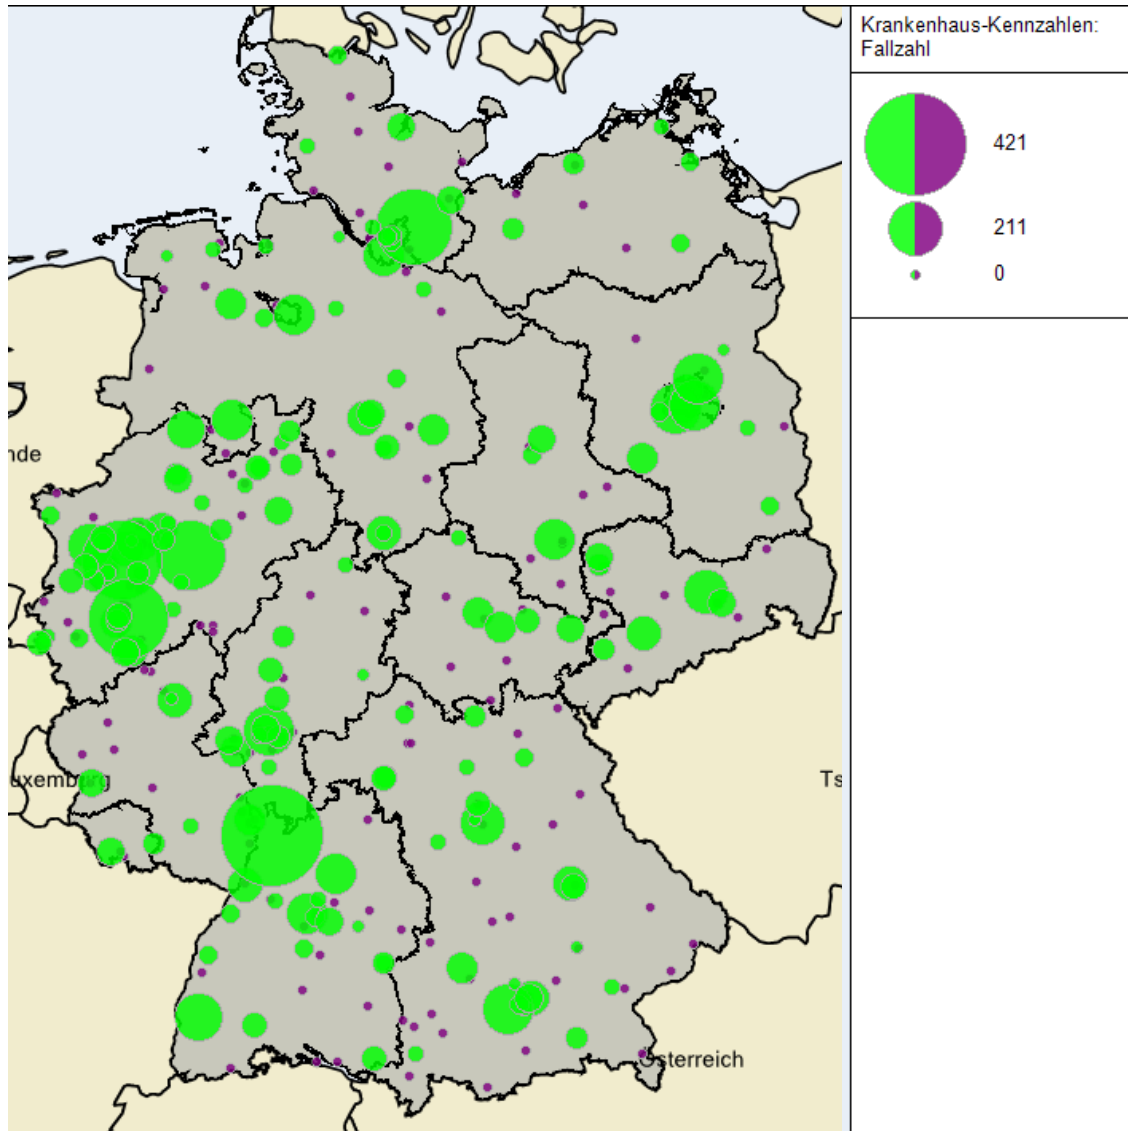 Krankenhaus-Kennzahlen:
Fallzahl
421
211
0
nde
uxemburg
Ts
Österreich